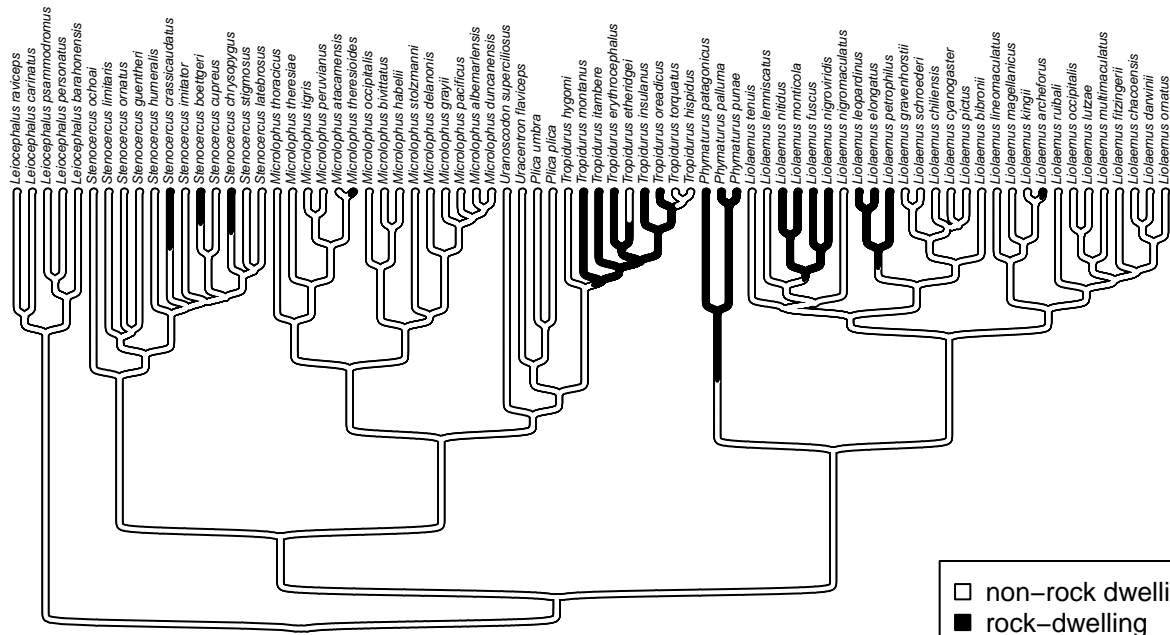 Leiocephalus raviceps
Leiocephalus carinatus
Leiocephalus psammodromus
Leiocephalus personatus
Leiocephalus barahonensis
Stenocercus ochoai
Stenocercus limitaris
Stenocercus ornatus
Stenocercus guentheri
Stenocercus humeralis
Stenocercus crassicaudatus
Stenocercus imitator
Stenocercus boettgeri
Stenocercus cupreus
Stenocercus chrysopygus
Stenocercus stigmosus
Stenocercus latebrosus
Microlophus thoracicus
Microlophus theresiae
Microlophus tigris
Microlophus peruvianus
Microlophus atacamensis
Microlophus theresioides
Microlophus occipitalis
Microlophus habelii
Microlophus bivittatus
Microlophus stolzmanni
Microlophus delanonis
Microlophus grayii
Microlophus pacificus
Microlophus albemarlensis
Microlophus duncanensis
Uranoscodon superciliosus
Uracentron flaviceps
Plica umbra
Plica plica
Tropidurus hygomi
Tropidurus montanus
Tropidurus itambere
Tropidurus erythrocephalus
Tropidurus etheridgei
Tropidurus insulanus
Tropidurus oreadicus
Tropidurus torquatus
Tropidurus hispidus
Phymaturus patagonicus
Phymaturus palluma
Phymaturus punae
Liolaemus tenuis
Liolaemus lemniscatus
Liolaemus nitidus
Liolaemus monticola
Liolaemus fuscus
Liolaemus nigroviridis
Liolaemus nigromaculatus
Liolaemus leopardinus
Liolaemus elongatus
Liolaemus petrophilus
Liolaemus gravenhorstii
Liolaemus schroederi
Liolaemus chiliensis
Liolaemus cyanogaster
Liolaemus pictus
Liolaemus bibronii
Liolaemus lineomaculatus
Liolaemus magellanicus
Liolaemus kingii
Liolaemus archeforus
Liolaemus ruibali
Liolaemus occipitalis
Liolaemus lutzae
Liolaemus multimaculatus
Liolaemus fitzingerii
Liolaemus chacoensis
Liolaemus darwinii
Liolaemus ornatus
non−rock dwelli
rock−dwelling